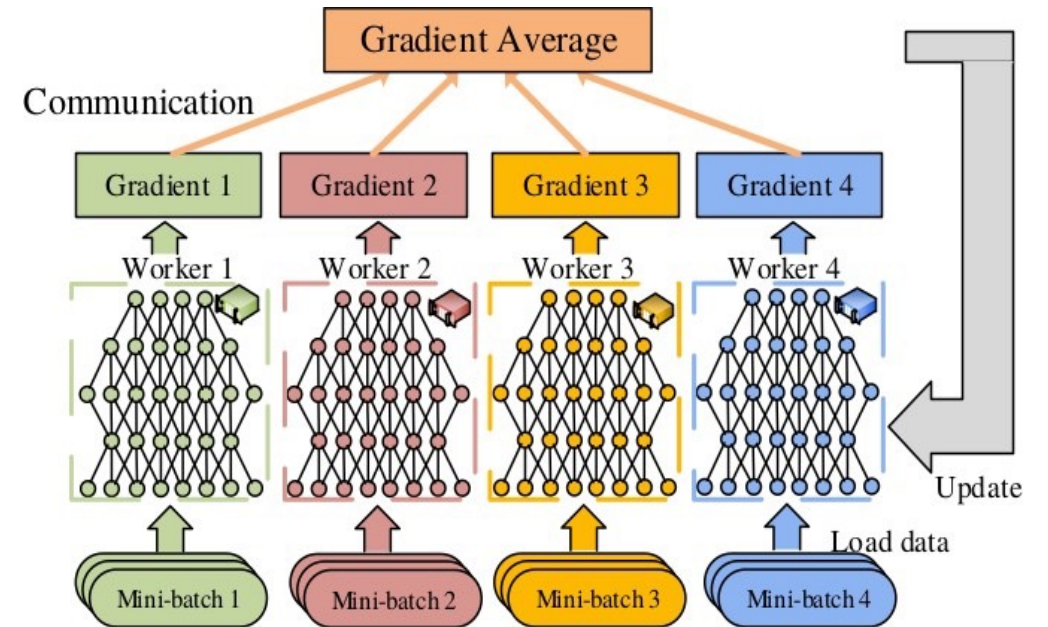 Gradient Average
Communication
Gradient 1
Gradient 2
Gradient 3
Gradient 4
Worker 1
Worker 2
Worker 3
Worker 4
Update
Load data
Mini-batch 1
Mini-batch 2
Mini-batch 3
Mini-batch 4